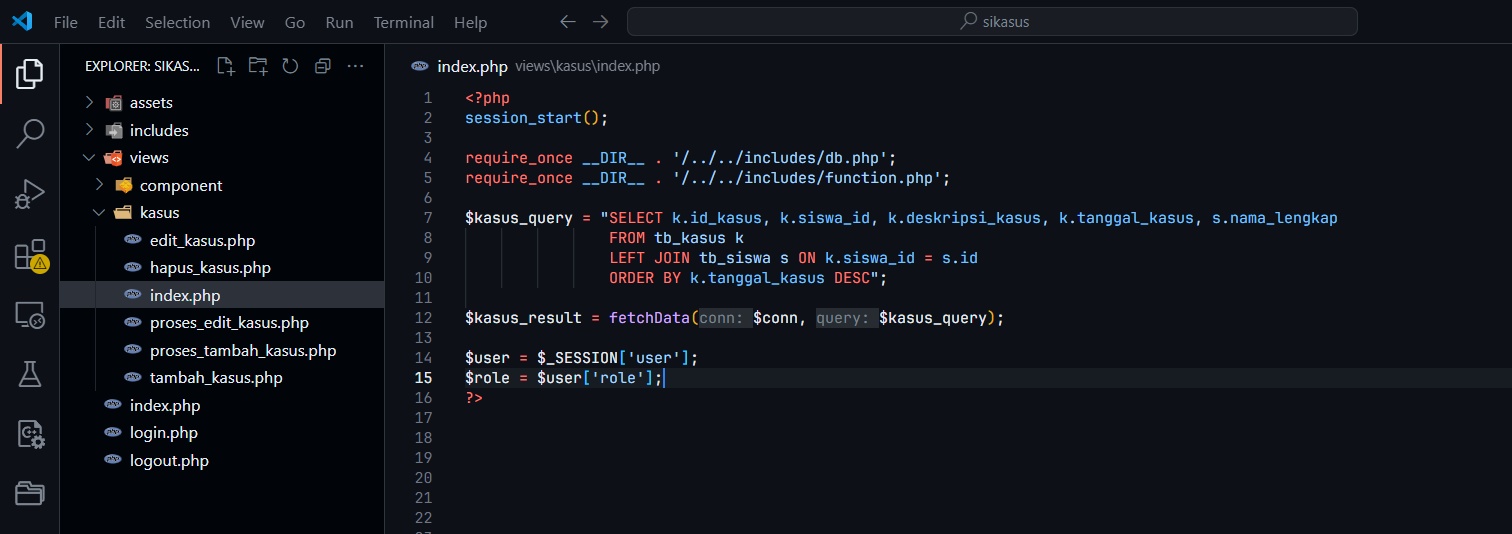 File Edit Selection View Go Run Terminal Help sikasus
EXPLORER: SIKAS...
assets
includes
views
component
kasus
edit_kasus.php
hapus_kasus.php
index.php
proses_edit_kasus.php
proses_tambah_kasus.php
tambah_kasus.php
index.php
login.php
logout.php
index.php views\kasus\index.php
1 <?php
2 session_start();
3
4 require_once __DIR__ . '/../../includes/db.php';
5 require_once __DIR__ . '/../../includes/function.php';
6
7 $kasus_query = "SELECT k.id_kasus, k.siswa_id, k.deskripsi_kasus, k.tanggal_kasus, s.nama_lengkap
8 FROM tb_kasus k
9 LEFT JOIN tb_siswa s ON k.siswa_id = s.id
10 ORDER BY k.tanggal_kasus DESC";
11
12 $kasus_result = fetchData(conn: $conn, query: $kasus_query);
13
14 $user = $_SESSION['user'];
15 $role = $user['role'];
16 ?>
17
18
19
20
21
22